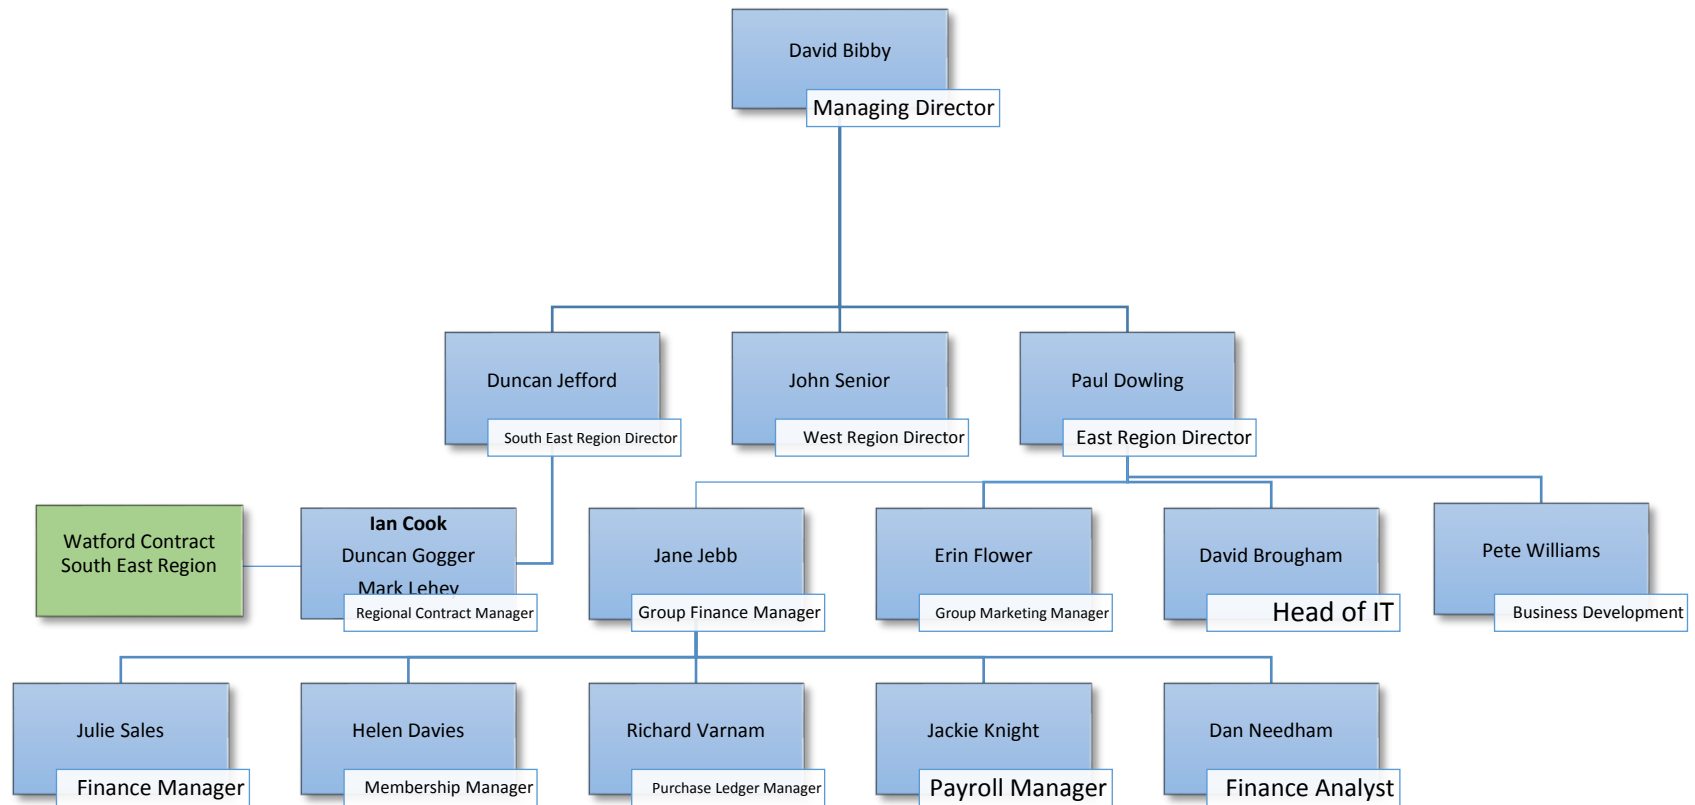 David Bibby
Managing Director
Duncan Jefford
South East Region Director
John Senior
West Region Director
Paul Dowling
East Region Director
Watford Contract
South East Region
Ian Cook
Duncan Gogger
Mark Lehey
Regional Contract Manager
Jane Jebb
Group Finance Manager
Erin Flower
Group Marketing Manager
David Brougham
Head of IT
Pete Williams
Business Development
Julie Sales
Finance Manager
Helen Davies
Membership Manager
Richard Varnam
Purchase Ledger Manager
Jackie Knight
Payroll Manager
Dan Needham
Finance Analyst